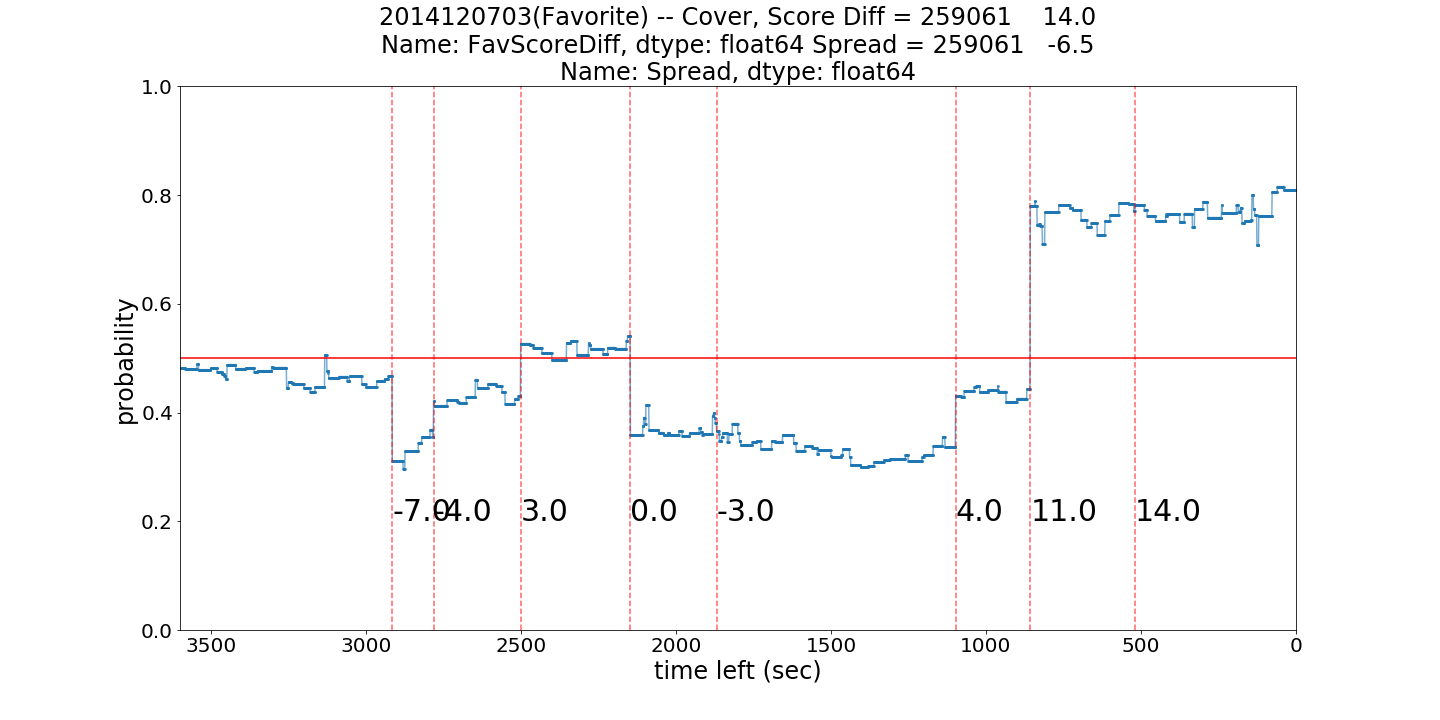 2014120703(Favorite) -- Cover, Score Diff = 259061    14.0
Name: FavScoreDiff, dtype: float64 Spread = 259061   -6.5
Name: Spread, dtype: float64
1.0
0.8
0.6
0.4
0.2
0.0
probability
-7.0 -4.0 3.0 0.0 -3.0 4.0 11.0 14.0
3500 3000 2500 2000 1500 1000 500 0
time left (sec)